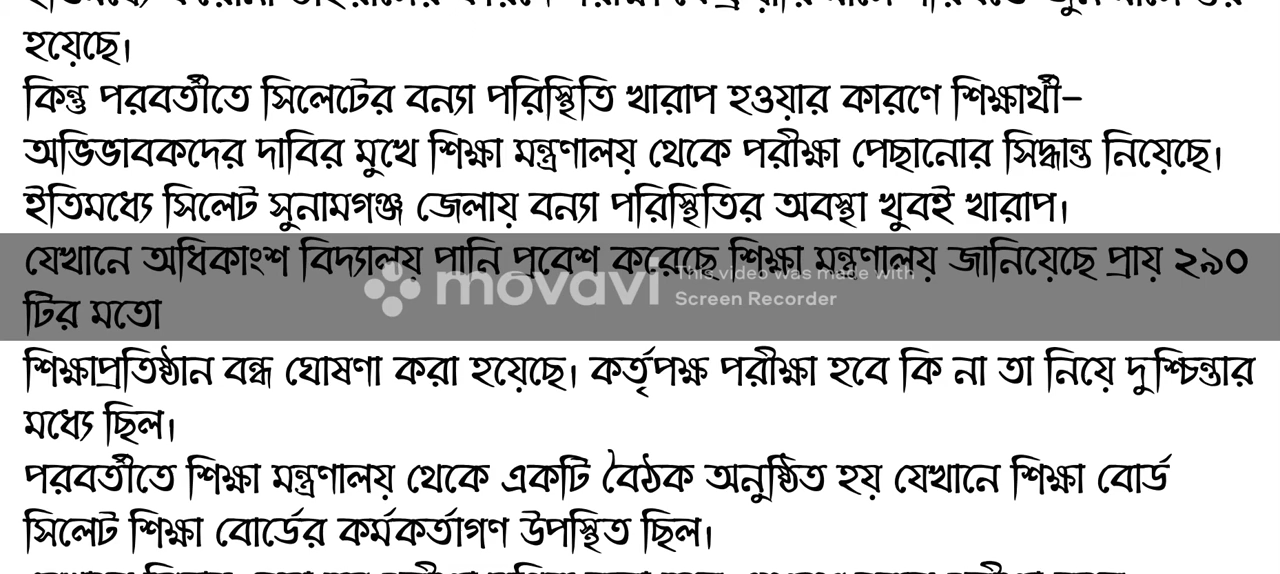 হয়েছে।
কিন্তু পরবর্তীতে সিলেটের বন্যা পরিস্থিতি খারাপ হওয়ার কারণে শিক্ষার্থী-
অভিভাবকদের দাবির মুখে শিক্ষা মন্ত্রণালয় থেকে পরীক্ষা পেছানোর সিদ্ধান্ত নিয়েছে।
ইতিমধ্যে সিলেট সুনামগঞ্জ জেলায় বন্যা পরিস্থিতির অবস্থা খুবই খারাপ।
যেখানে অধিকাংশ বিদ্যালয় পানি প্রবেশ করেছে শিক্ষা মন্ত্রণালয় জানিয়েছে প্রায় ২৯০
movavi This video was made with
Screen Recorder
টির মতো
শিক্ষাপ্রতিষ্ঠান বন্ধ ঘোষণা করা হয়েছে। কর্তৃপক্ষ পরীক্ষা হবে কি না তা নিয়ে দুশ্চিন্তার
মধ্যে ছিল।
পরবর্তীতে শিক্ষা মন্ত্রণালয় থেকে একটি বৈঠক অনুষ্ঠিত হয় যেখানে শিক্ষা বোর্ড
সিলেট শিক্ষা বোর্ডের কর্মকর্তাগণ উপস্থিত ছিল।